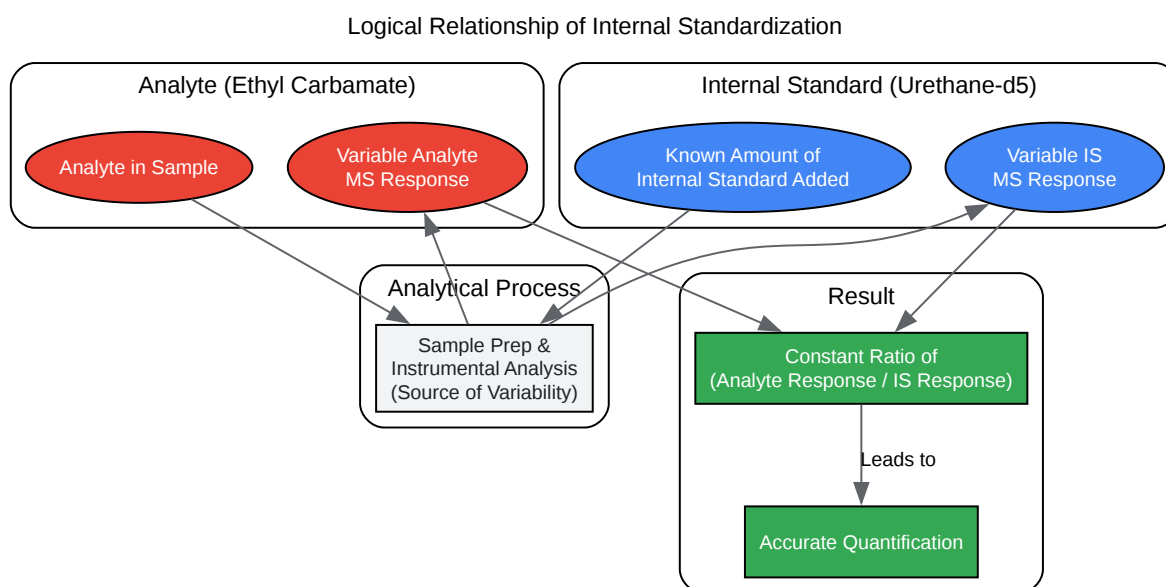 Logical Relationship of Internal Standardization
Analyte (Ethyl Carbamate)
Internal Standard (Urethane-d5)
Analyte in Sample
Variable Analyte
MS Response
Known Amount of
Internal Standard Added
Variable IS
MS Response
Analytical Process
Sample Prep &
Instrumental Analysis
(Source of Variability)
Result
Constant Ratio of
(Analyte Response / IS Response)
Leads to
Accurate Quantification